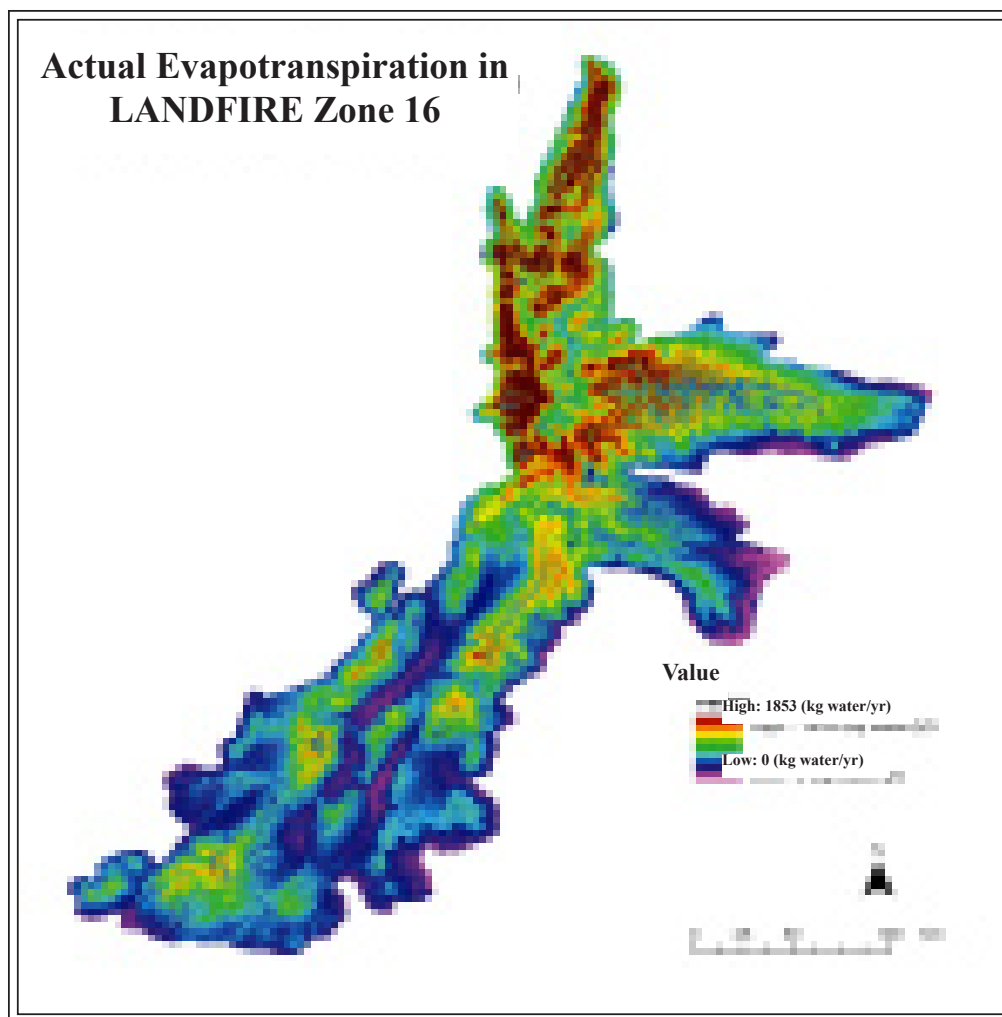 Actual Evapotranspiration in
LANDFIRE Zone 16
Value
High: 1853 (kg water/yr)
Low: 0 (kg water/yr)